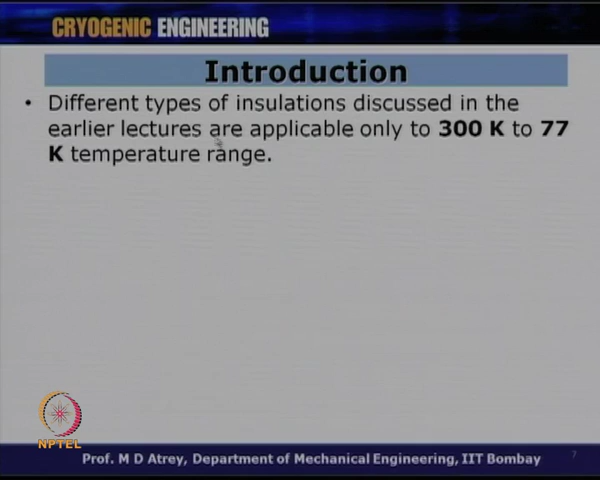 CRYOGENIC ENGINEERING
Introduction
• Different types of insulations discussed in the
earlier lectures are applicable only to 300 K to 77
K temperature range.
NPTEL
Prof. M D Atrey, Department of Mechanical Engineering, IIT Bombay
7